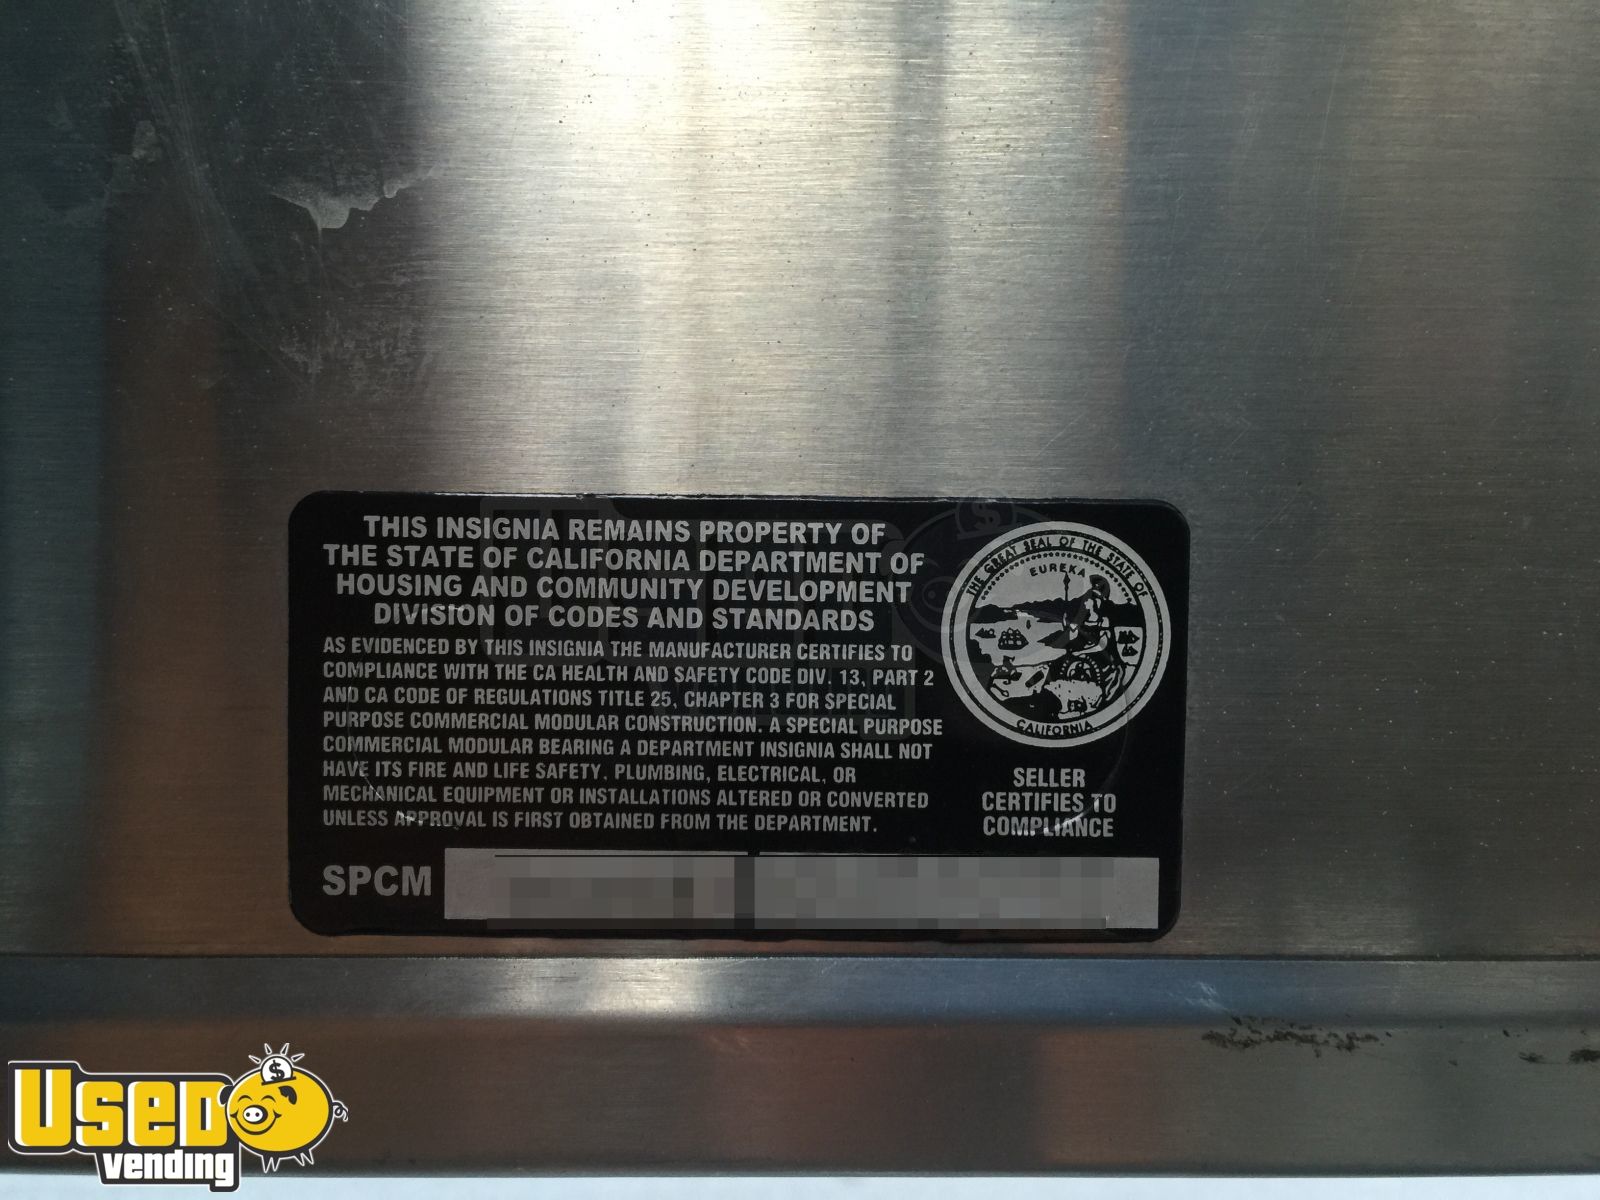 THIS INSIGNIA REMAINS PROPERTY OF
THE STATE OF CALIFORNIA DEPARTMENT OF
HOUSING AND COMMUNITY DEVELOPMENT
DIVISION OF CODES AND STANDARDS
AS EVIDENCED BY THIS INSIGNIA THE MANUFACTURER CERTIFIES TO
COMPLIANCE WITH THE CA HEALTH AND SAFETY CODE DIV. 13, PART 2
AND CA CODE OF REGULATIONS TITLE 25, CHAPTER 3 FOR SPECIAL
PURPOSE COMMERCIAL MODULAR CONSTRUCTION. A SPECIAL PURPOSE
COMMERCIAL MODULAR BEARING A DEPARTMENT INSIGNIA SHALL NOT
HAVE ITS FIRE AND LIFE SAFETY, PLUMBING, ELECTRICAL, OR
MECHANICAL EQUIPMENT OR INSTALLATIONS ALTERED OR CONVERTED
UNLESS APPROVAL IS FIRST OBTAINED FROM THE DEPARTMENT.
THE GREAT SEAL OF THE STATE OF
EUREKA
CALIFORNIA
SELLER
CERTIFIES TO
COMPLIANCE
SPCM
USED
vending
$